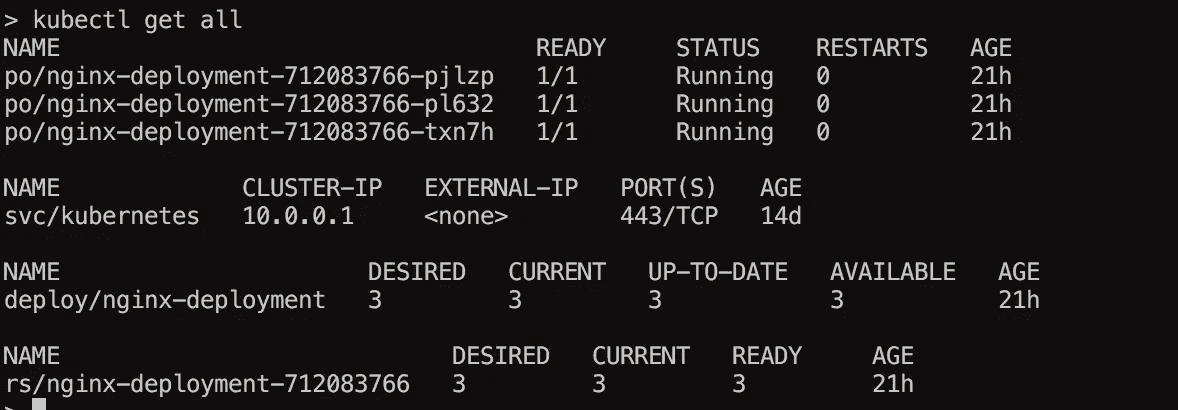 > kubectl get all
NAME READY STATUS RESTARTS AGE
po/nginx-deployment-712083766-pjlzp 1/1 Running 0 21h
po/nginx-deployment-712083766-pl632 1/1 Running 0 21h
po/nginx-deployment-712083766-txn7h 1/1 Running 0 21h
NAME CLUSTER-IP EXTERNAL-IP PORT(S) AGE
svc/kubernetes 10.0.0.1 <none> 443/TCP 14d
NAME DESIRED CURRENT UP-TO-DATE AVAILABLE AGE
deploy/nginx-deployment 3 3 3 3 21h
NAME DESIRED CURRENT READY AGE
rs/nginx-deployment-712083766 3 3 3 21h
>